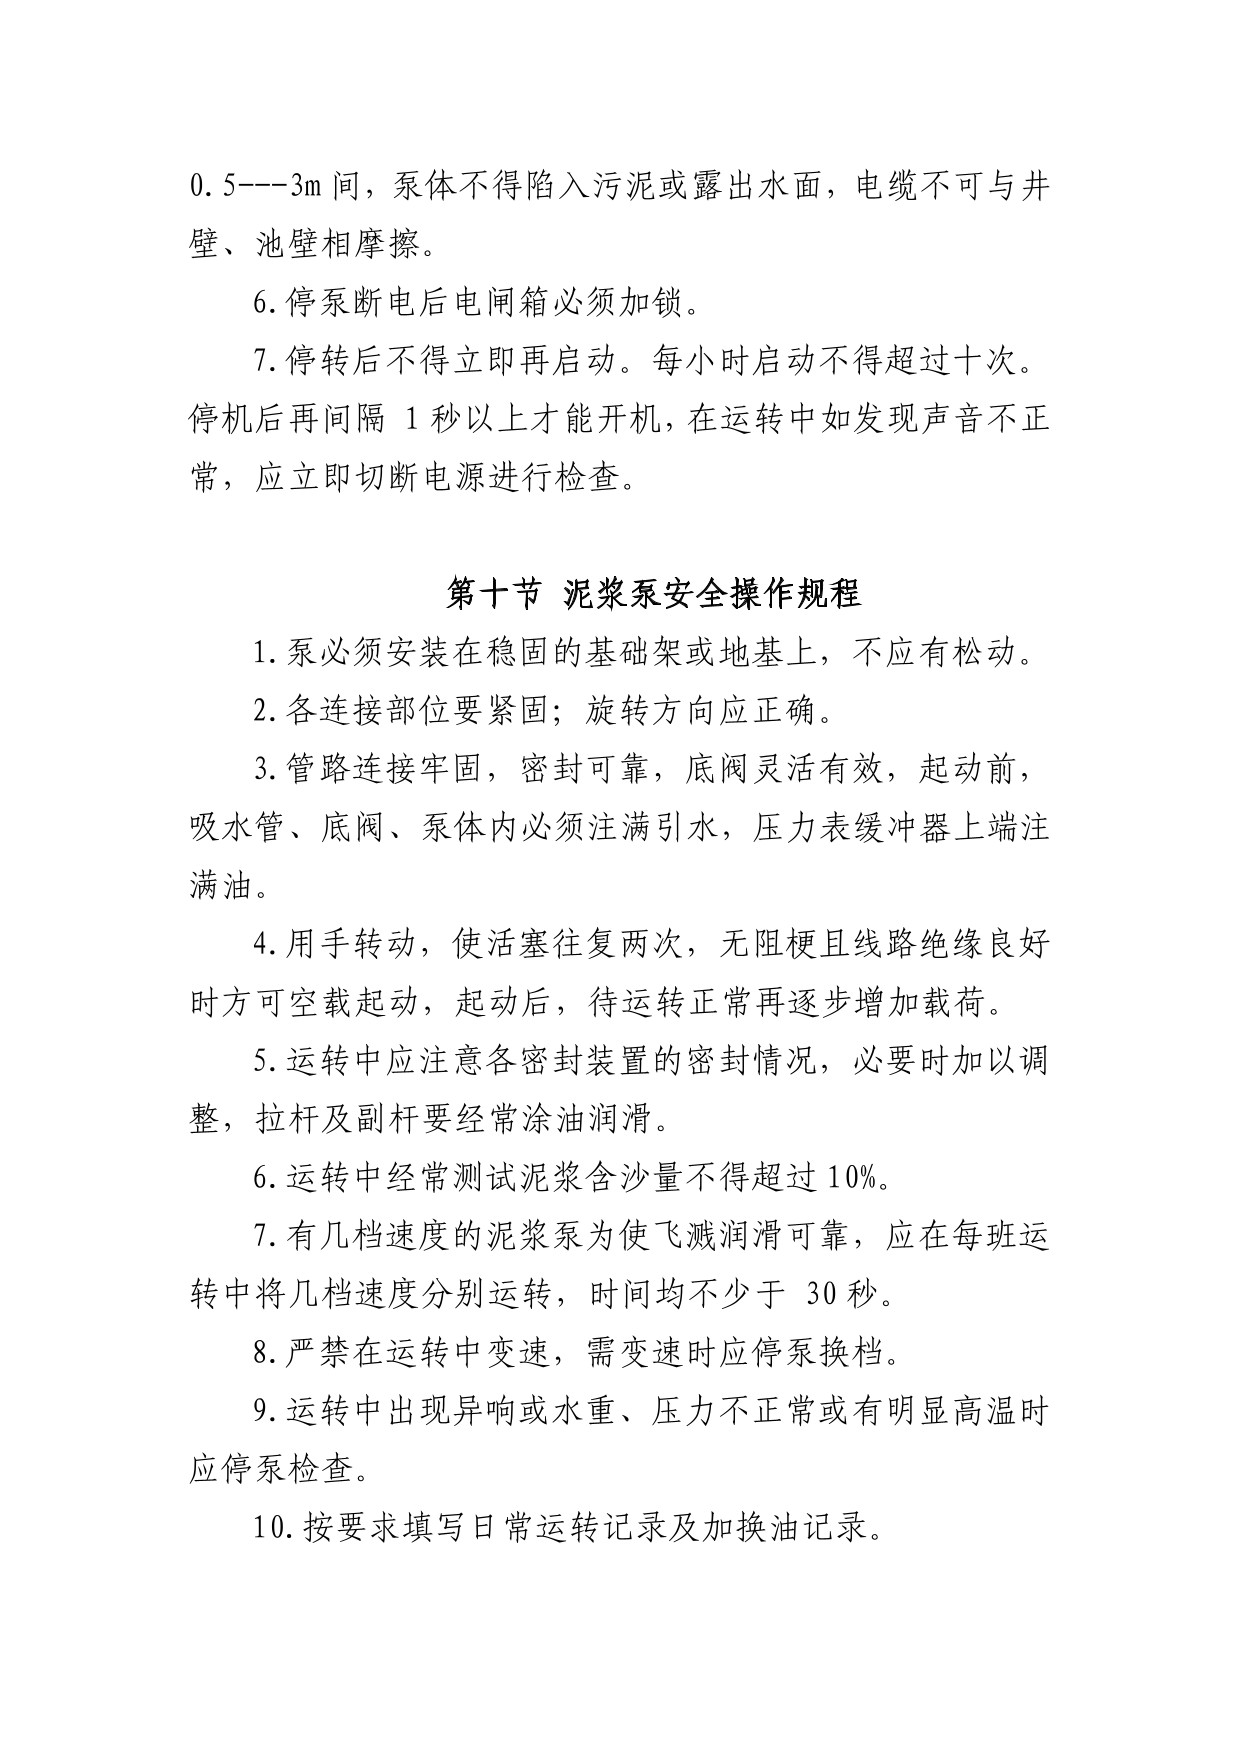 0.5---3m 间，泵体不得陷入污泥或露出水面，电缆不可与井
壁、池壁相摩擦。
6.停泵断电后电闸箱必须加锁。
7.停转后不得立即再启动。每小时启动不得超过十次。
停机后再间隔 1 秒以上才能开机，在运转中如发现声音不正
常，应立即切断电源进行检查。
第十节 泥浆泵安全操作规程
1.泵必须安装在稳固的基础架或地基上，不应有松动。
2.各连接部位要紧固；旋转方向应正确。
3.管路连接牢固，密封可靠，底阀灵活有效，起动前，
吸水管、底阀、泵体内必须注满引水，压力表缓冲器上端注
满油。
4.用手转动，使活塞往复两次，无阻梗且线路绝缘良好
时方可空载起动，起动后，待运转正常再逐步增加载荷。
5.运转中应注意各密封装置的密封情况，必要时加以调
整，拉杆及副杆要经常涂油润滑。
6.运转中经常测试泥浆含沙量不得超过 10%。
7.有几档速度的泥浆泵为使飞溅润滑可靠，应在每班运
转中将几档速度分别运转，时间均不少于 30 秒。
8.严禁在运转中变速，需变速时应停泵换档。
9.运转中出现异响或水重、压力不正常或有明显高温时
应停泵检查。
10.按要求填写日常运转记录及加换油记录。